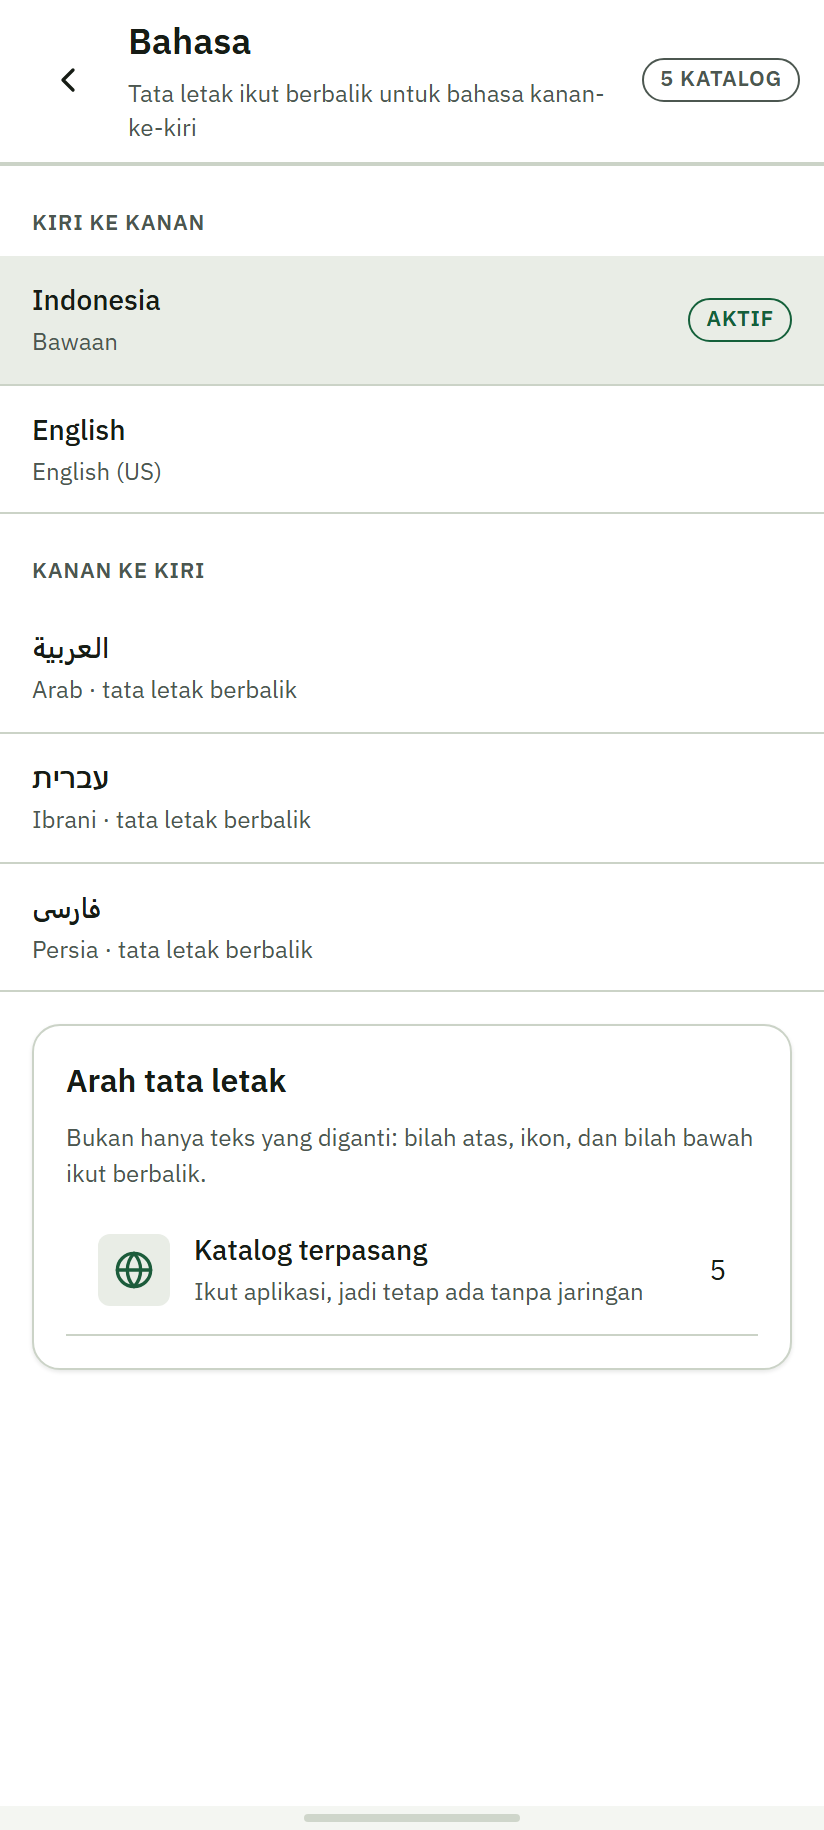 Bahasa
Tata letak ikut berbalik untuk bahasa kanan-
ke-kiri
5 KATALOG
KIRI KE KANAN
Indonesia
Bawaan
AKTIF
English
English (US)
KANAN KE KIRI
العربية
Arab · tata letak berbalik
עברית
Ibrani · tata letak berbalik
فارسی
Persia · tata letak berbalik
Arah tata letak
Bukan hanya teks yang diganti: bilah atas, ikon, dan bilah bawah
ikut berbalik.
Katalog terpasang
Ikut aplikasi, jadi tetap ada tanpa jaringan
5